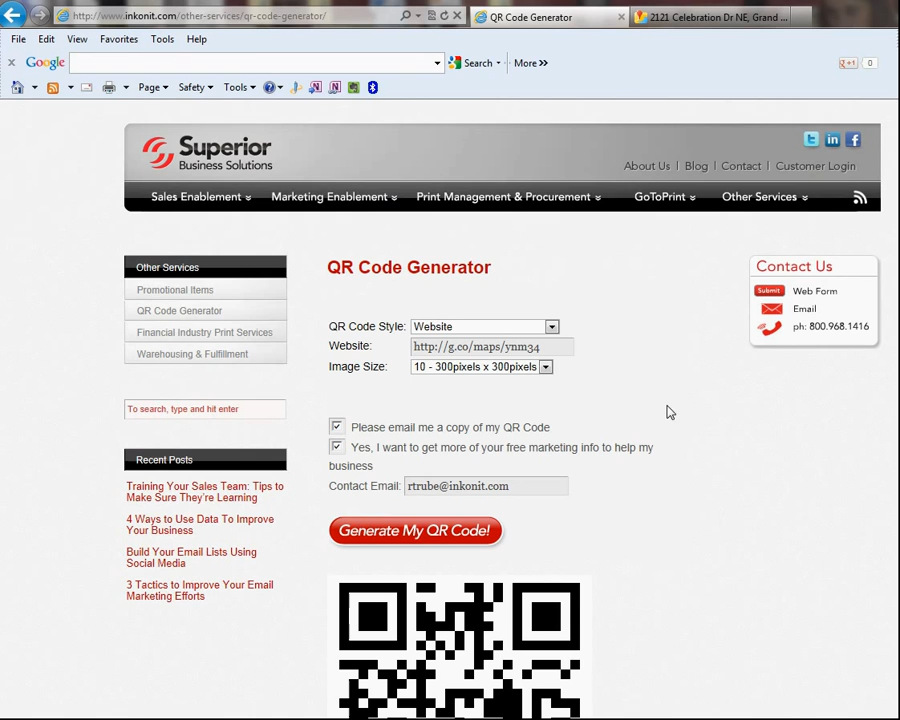 http://www.inkonit.com/other-services/qr-code-generator/
QR Code Generator
2121 Celebration Dr NE, Grand ...
File Edit View Favorites Tools Help
Google Search More »
g+1 0
Page Safety Tools
Superior
Business Solutions
About Us | Blog | Contact | Customer Login
Sales Enablement Marketing Enablement Print Management & Procurement GoToPrint Other Services
Other Services
Promotional Items
QR Code Generator
Financial Industry Print Services
Warehousing & Fulfillment
To search, type and hit enter
Recent Posts
Training Your Sales Team: Tips to
Make Sure They're Learning
4 Ways to Use Data To Improve
Your Business
Build Your Email Lists Using
Social Media
3 Tactics to Improve Your Email
Marketing Efforts
QR Code Generator
QR Code Style: Website
Website: http://g.co/maps/ynm34
Image Size: 10 - 300pixels x 300pixels
Please email me a copy of my QR Code
Yes, I want to get more of your free marketing info to help my
business
Contact Email: rtrube@inkonit.com
Generate My QR Code!
Contact Us
Submit Web Form
Email
ph: 800.968.1416